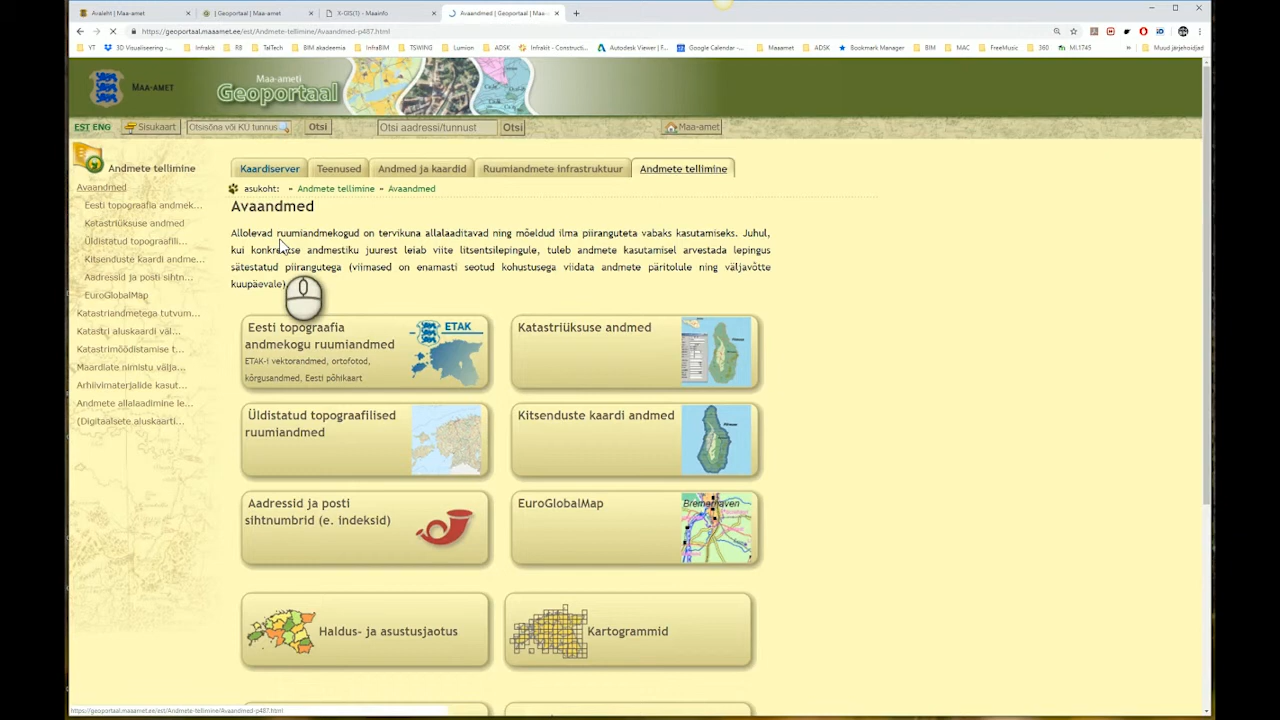 Avaleht | Maa-amet
| Geoportaal | Maa-amet
X-GIS(1) - Maainfo
Avaandmed | Geoportaal | Maa-
https://geoportaal.maaamet.ee/est/Andmete-tellimine/Avaandmed-p487.html
YT
3D Visualiseering -...
Infrakit
RB
TalTech
BIM akadeemia
InfraBIM
TSWING
Lumion
ADSK
Infrakit - Constructi...
Autodesk Viewer | F...
Google Calendar -...
Maaamet
ADSK
Bookmark Manager
BIM
MAC
FreeMusic
360
MI.1745
»
Muud järjehoidjad
MAA-AMET
Maa-ameti
Geoportaal
EST ENG
Sisukaart
Otsisõna või KÜ tunnus
Otsi
Otsi aadressi/tunnust
Otsi
Maa-amet
Andmete tellimine
Kaardiserver
Teenused
Andmed ja kaardid
Ruumiandmete infrastruktuur
Andmete tellimine
Avaandmed
Eesti topograafia andmek...
Katastriüksuse andmed
Üldistatud topograafili...
Kitsenduste kaardi andme...
Aadressid ja posti sihtn...
EuroGlobalMap
Katastriandmetega tutvum...
Katastri aluskaardi väl...
Katastrimõõdistamise t...
Maardlate nimistu välja...
Arhiivimaterjalide kasut...
Andmete allalaadimine le...
(Digitaalsete aluskaarti...
asukoht: » Andmete tellimine » Avaandmed
Avaandmed
Allolevad ruumiandmekogud on tervikuna allalaaditavad ning mõeldud ilma piiranguteta vabaks kasutamiseks. Juhul,
kui konkreetse andmestiku juurest leiab viite litsentsilepingule, tuleb andmete kasutamisel arvestada lepingus
sätestatud piirangutega (viimased on enamasti seotud kohustusega viidata andmete päritolule ning väljavõtte
kuupäevale).
Eesti topograafia
andmekogu ruumiandmed
ETAK-i vektorandmed, ortofotod,
kõrgusandmed, Eesti põhikaart
ETAK
Katastriüksuse andmed
Üldistatud topograafilised
ruumiandmed
Kitsenduste kaardi andmed
Aadressid ja posti
sihtnumbrid (e. indeksid)
EuroGlobalMap
Bremerhaven
Haldus- ja asustusjaotus
Kartogrammid
https://geoportaal.maaamet.ee/est/Andmete-tellimine/Avaandmed-p487.html